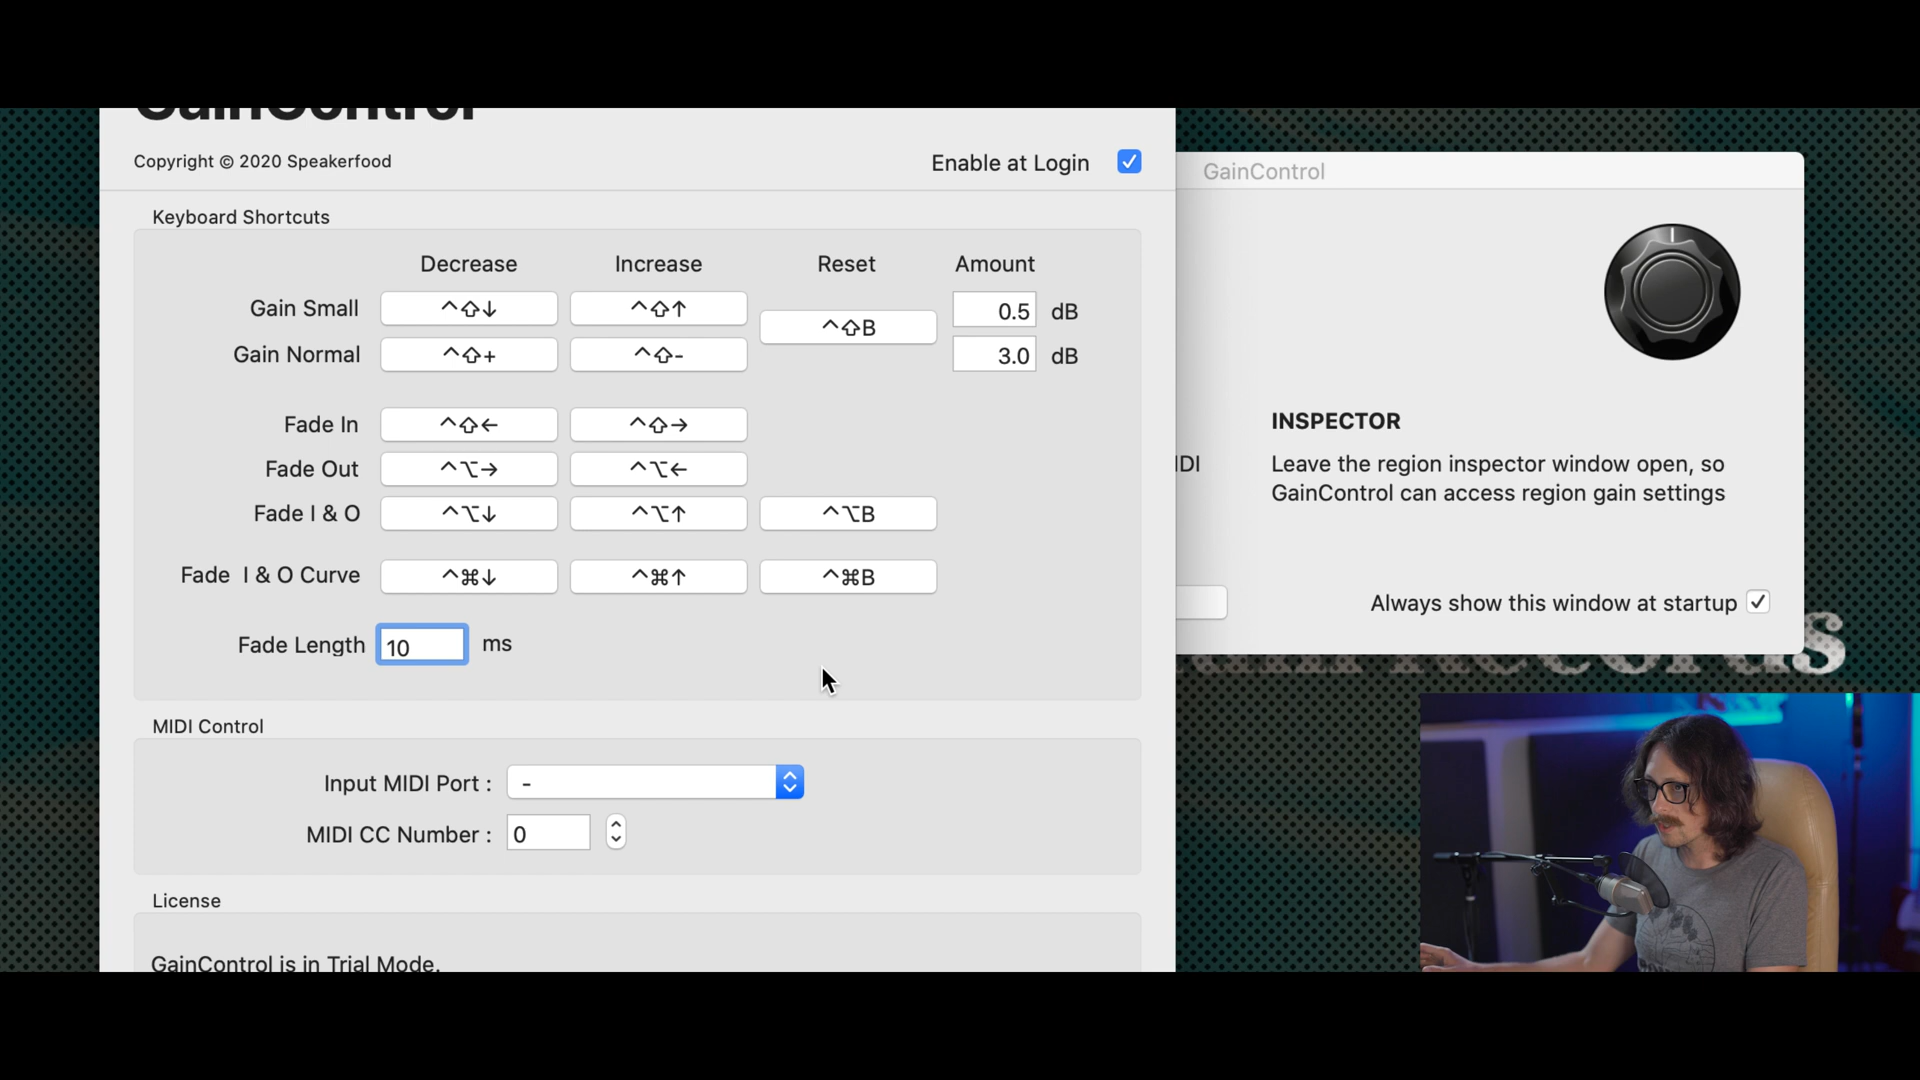 GainControl
Copyright © 2020 Speakerfood
Enable at Login
Keyboard Shortcuts
Decrease Increase Reset Amount
Gain Small ^⇧↓ ^⇧↑ ^⇧B 0.5 dB
Gain Normal ^⇧+ ^⇧- 3.0 dB
Fade In ^⇧← ^⇧→
Fade Out ^⌥→ ^⌥←
Fade I & O ^⌥↓ ^⌥↑ ^⌥B
Fade I & O Curve ^⌘↓ ^⌘↑ ^⌘B
Fade Length 10 ms
MIDI Control
Input MIDI Port : -
MIDI CC Number : 0
License
GainControl is in Trial Mode.
GainControl
INSPECTOR
Leave the region inspector window open, so
GainControl can access region gain settings
Always show this window at startup